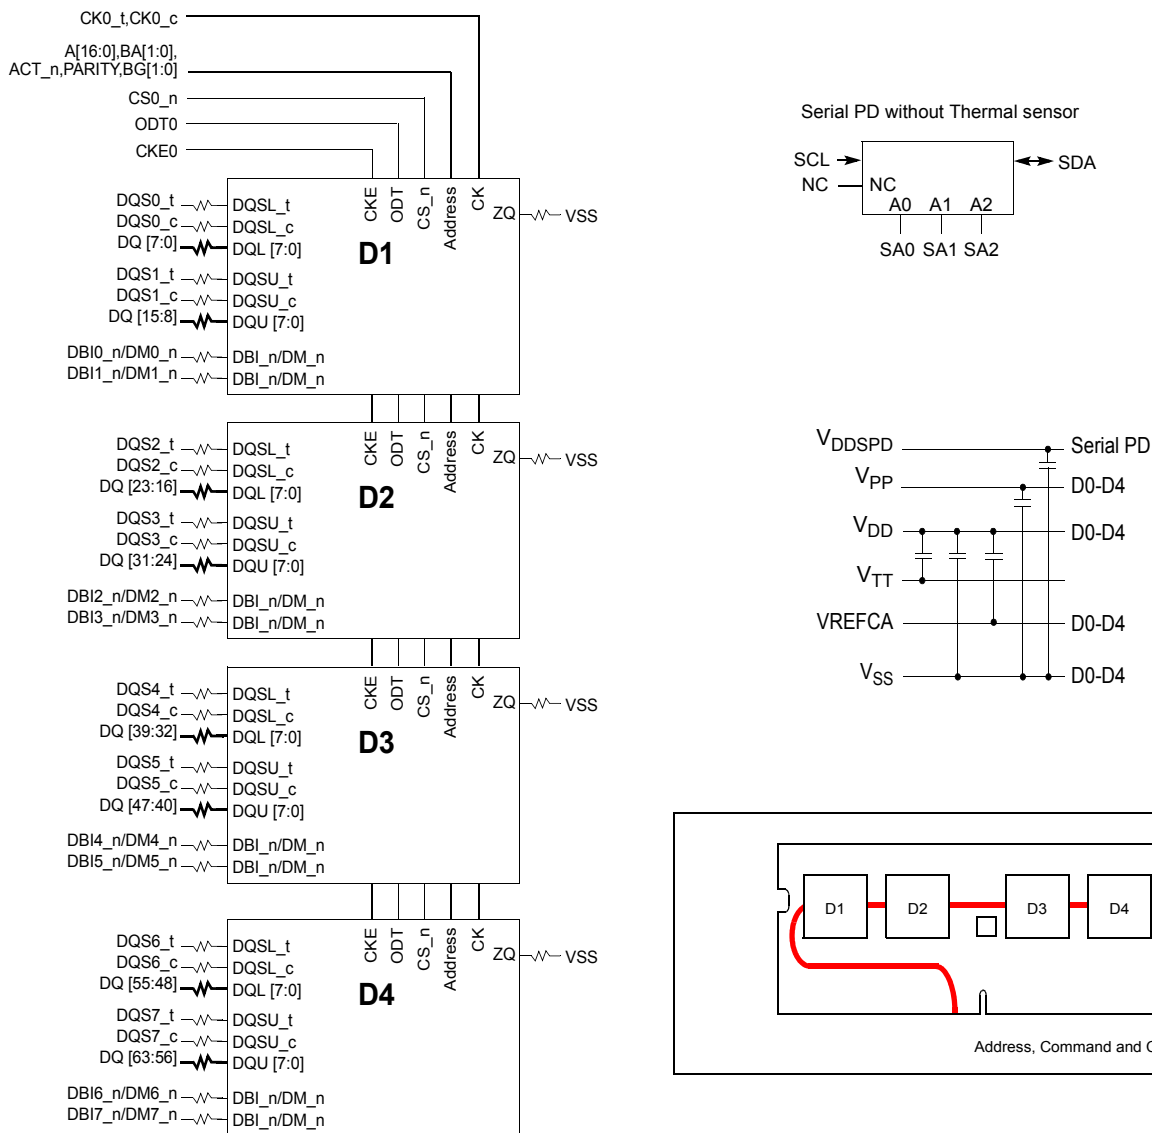 CK0_t,CK0_c
A[16:0],BA[1:0],
ACT_n,PARITY,BG[1:0]
CS0_n
ODT0
CKE0
CKE
ODT
CS_n
Address
CK
DQS0_t
DQSL_t
ZQ
VSS
DQS0_c
DQSL_c
DQ [7:0]
DQL [7:0]
D1
DQS1_t
DQSU_t
DQS1_c
DQSU_c
DQ [15:8]
DQU [7:0]
DBI0_n/DM0_n
DBI_n/DM_n
DBI1_n/DM1_n
DBI_n/DM_n
CKE
ODT
CS_n
Address
CK
DQS2_t
DQSL_t
ZQ
VSS
DQS2_c
DQSL_c
DQ [23:16]
DQL [7:0]
D2
DQS3_t
DQSU_t
DQS3_c
DQSU_c
DQ [31:24]
DQU [7:0]
DBI2_n/DM2_n
DBI_n/DM_n
DBI3_n/DM3_n
DBI_n/DM_n
CKE
ODT
CS_n
Address
CK
DQS4_t
DQSL_t
ZQ
VSS
DQS4_c
DQSL_c
DQ [39:32]
DQL [7:0]
D3
DQS5_t
DQSU_t
DQS5_c
DQSU_c
DQ [47:40]
DQU [7:0]
DBI4_n/DM4_n
DBI_n/DM_n
DBI5_n/DM5_n
DBI_n/DM_n
CKE
ODT
CS_n
Address
CK
DQS6_t
DQSL_t
ZQ
VSS
DQS6_c
DQSL_c
DQ [55:48]
DQL [7:0]
D4
DQS7_t
DQSU_t
DQS7_c
DQSU_c
DQ [63:56]
DQU [7:0]
DBI6_n/DM6_n
DBI_n/DM_n
DBI7_n/DM7_n
DBI_n/DM_n
Serial PD without Thermal sensor
SCL
SDA
NC
NC
A0 A1 A2
SA0 SA1 SA2
VDDSPD
Serial PD
VPP
D0-D4
VDD
D0-D4
VTT
VREFCA
D0-D4
VSS
D0-D4
D1
D2
D3
D4
Address, Command and